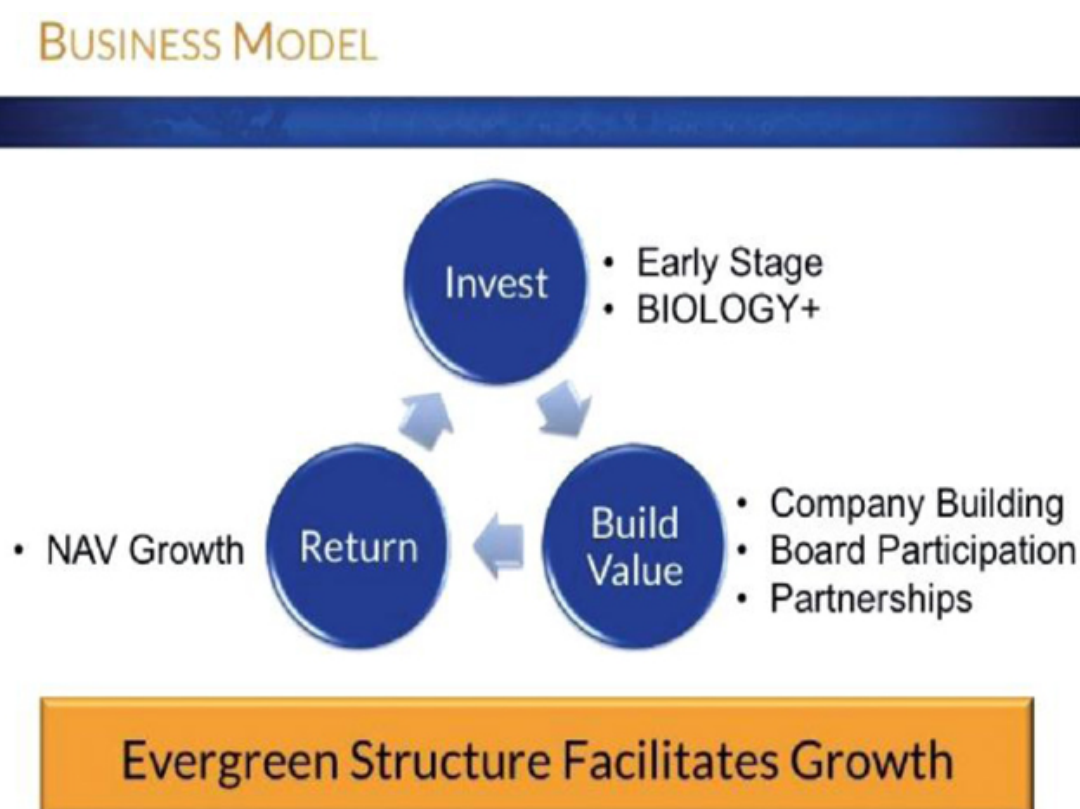 BUSINESS MODEL
Invest
• Early Stage
• BIOLOGY+
Build
Value
• Company Building
• Board Participation
• Partnerships
Return
• NAV Growth
Evergreen Structure Facilitates Growth